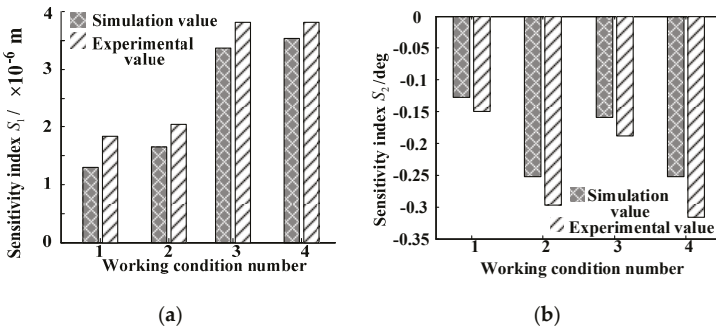 Simulation value
Experimental
value
Sensitivity index S₁/ ×10⁻⁶ m
4
3
2
1
0
1 2 3 4
Working condition number
(a)
0
-0.05
-0.1
-0.15
-0.2
-0.25
-0.3
-0.35
Sensitivity index S₂/deg
Simulation
value
Experimental value
1 2 3 4
Working condition number
(b)